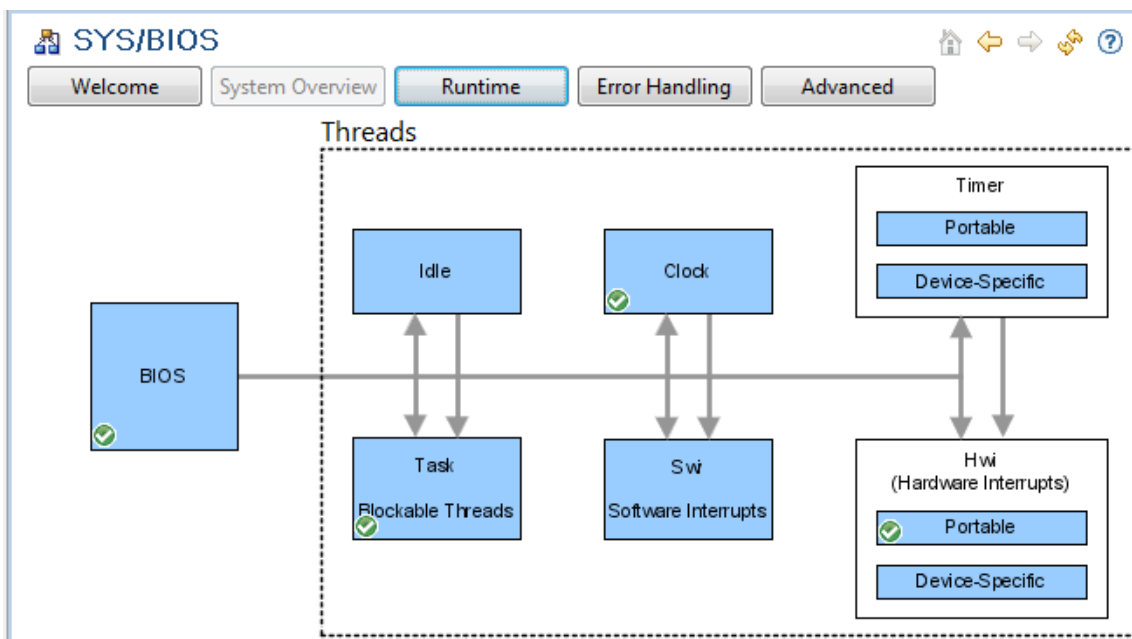 SYS/BIOS
Welcome
System Overview
Runtime
Error Handling
Advanced
Threads
Timer
Portable
Device-Specific
Idle
Clock
BIOS
Task
Blockable Threads
Swi
Software Interrupts
Hwi
(Hardware Interrupts)
Portable
Device-Specific